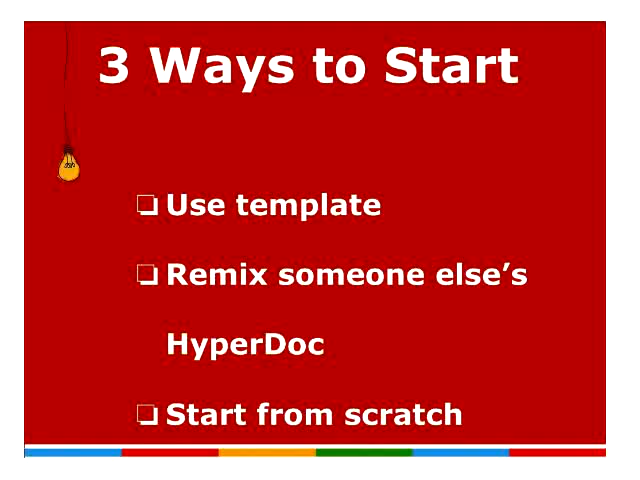 3 Ways to Start
❏ Use template
❏ Remix someone else’s
HyperDoc
❏ Start from scratch